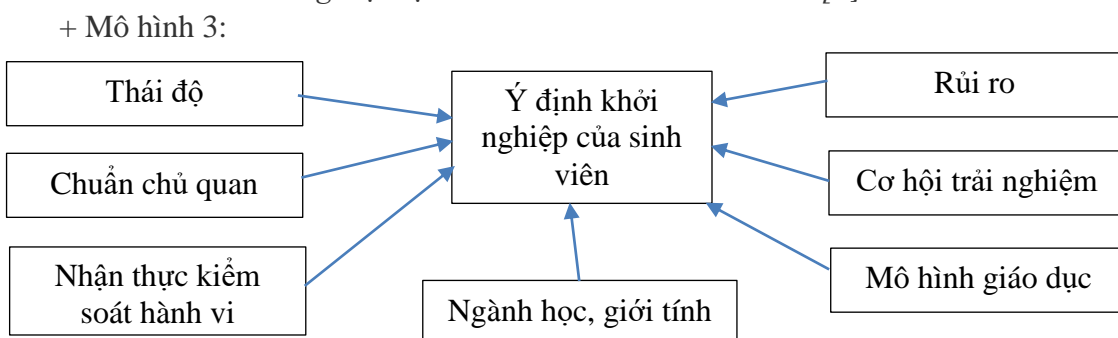 + Mô hình 3:
Thái độ
Ý định khởi
nghiệp của sinh
viên
Rủi ro
Chuẩn chủ quan
Cơ hội trải nghiệm
Nhận thực kiểm
soát hành vi
Mô hình giáo dục
Ngành học, giới tính